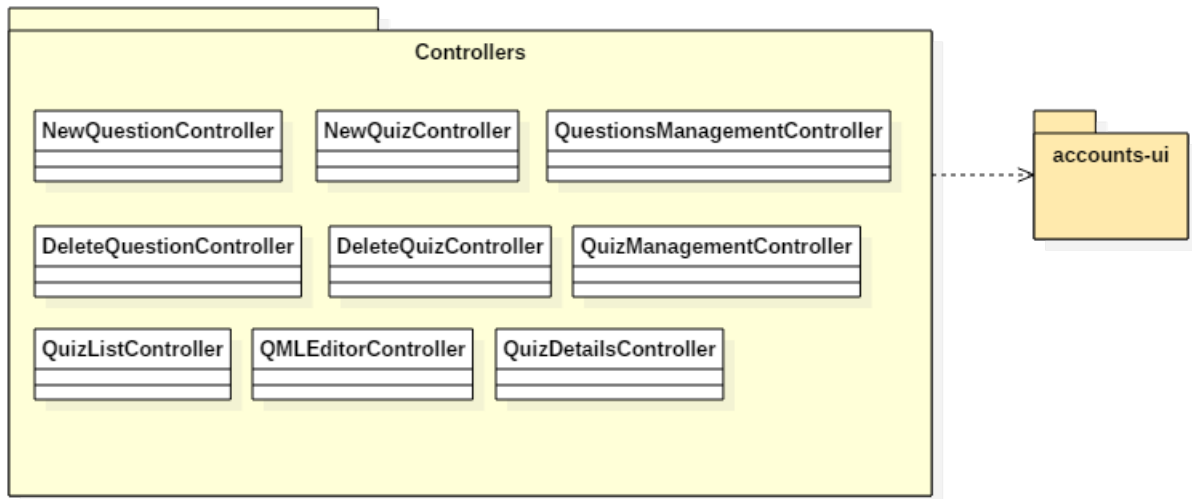 Controllers
NewQuestionController
NewQuizController
QuestionsManagementController
accounts-ui
DeleteQuestionController
DeleteQuizController
QuizManagementController
QuizListController
QMLEditorController
QuizDetailsController